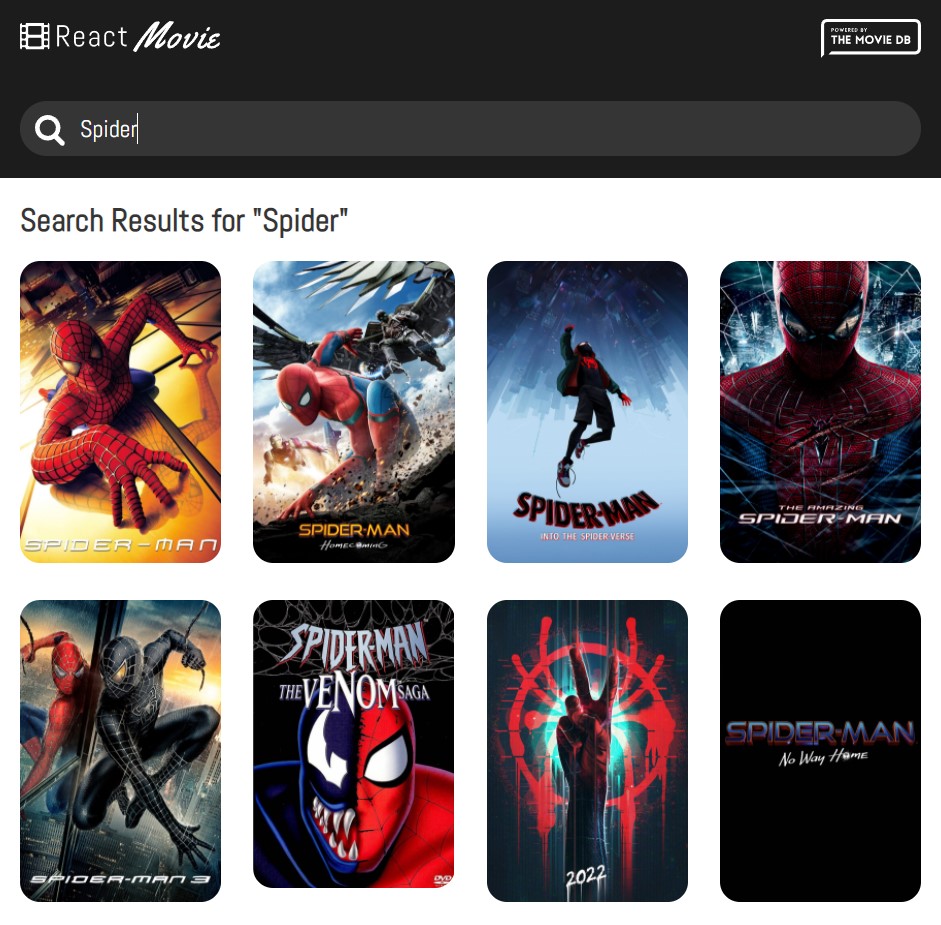 React Movie
POWERED BY
THE MOVIE DB
Spider
Search Results for "Spider"
SPIDER-MAN
SPIDER-MAN
HOMECOMING
SPIDER-MAN
INTO THE SPIDER-VERSE
THE AMAZING
SPIDER-MAN
SPIDER-MAN 3
SPIDER-MAN
THE VENOM SAGA
DVD
2022
SPIDER-MAN
No Way Home